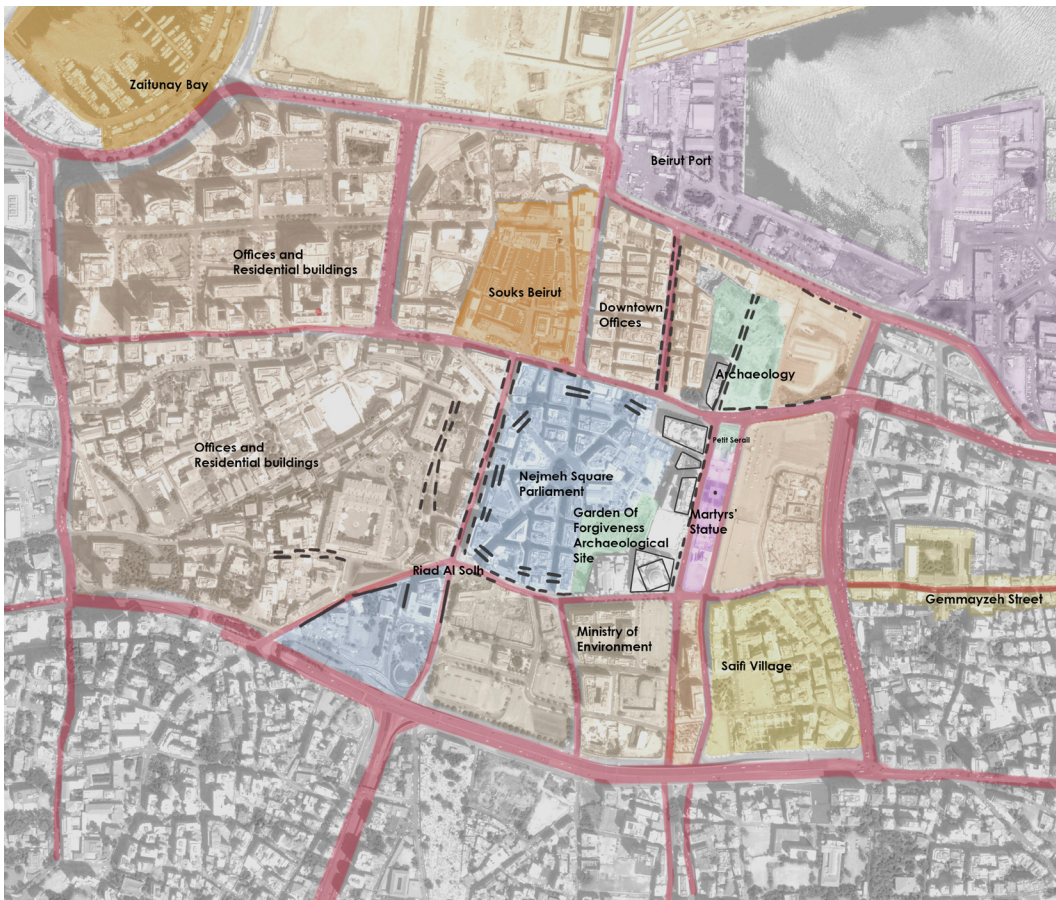 Zaitunay Bay
Beirut Port
Offices and
Residential buildings
Souks Beirut
Downtown
Offices
Archaeology
Petit Serail
Offices and
Residential buildings
Nejmeh Square
Parliament
Garden Of
Forgiveness
Archaeological
Site
Martyrs'
Statue
Riad Al Solh
Gemmayzeh Street
Ministry of
Environment
Saifi Village